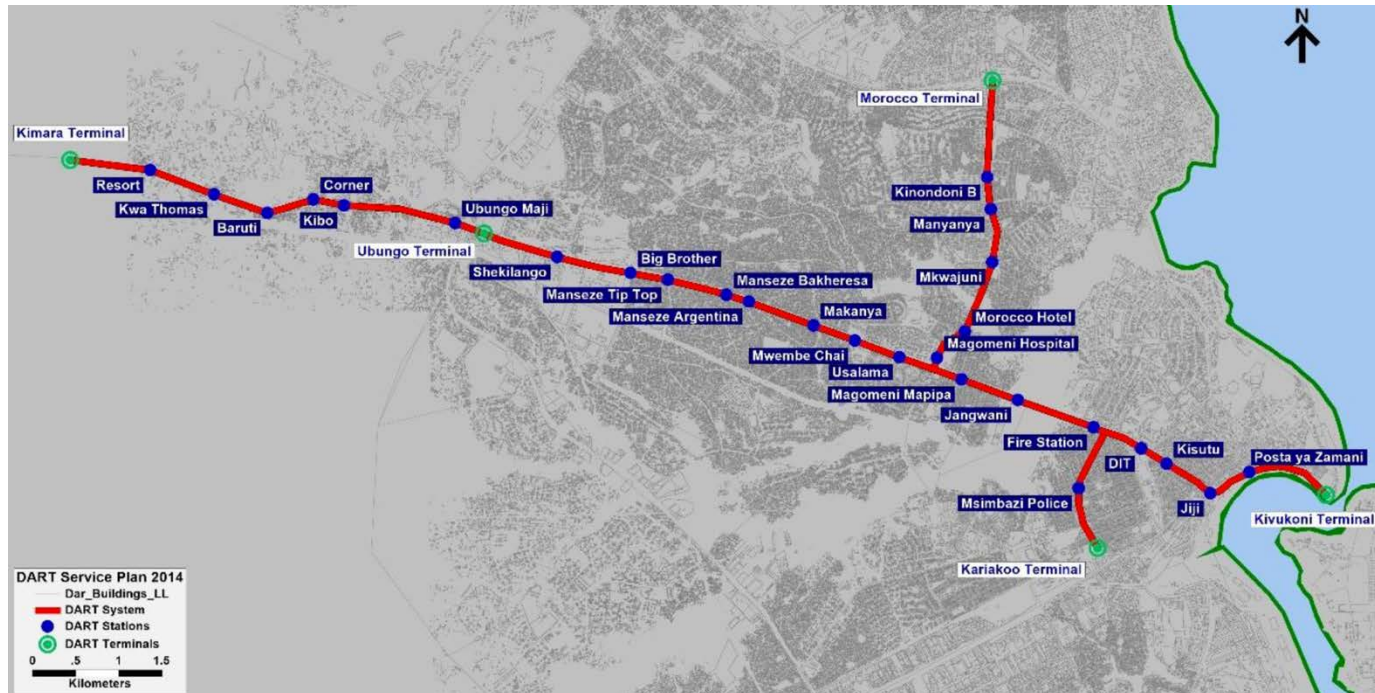 N
Morocco Terminal
Kimara Terminal
Resort
Kwa Thomas
Baruti
Kibo
Corner
Ubungo Maji
Ubungo Terminal
Shekilango
Big Brother
Manseze Tip Top
Manseze Bakheresa
Manseze Argentina
Makanya
Mwembe Chai
Usalama
Kinondoni B
Manyanya
Mkwajuni
Morocco Hotel
Magomeni Hospital
Magomeni Mapipa
Jangwani
Fire Station
DIT
Kisutu
Posta ya Zamani
Jiji
Kivukoni Terminal
Msimbazi Police
Kariakoo Terminal
DART Service Plan 2014
Dar_Buildings_LL
DART System
DART Stations
DART Terminals
0 .5 1 1.5
Kilometers